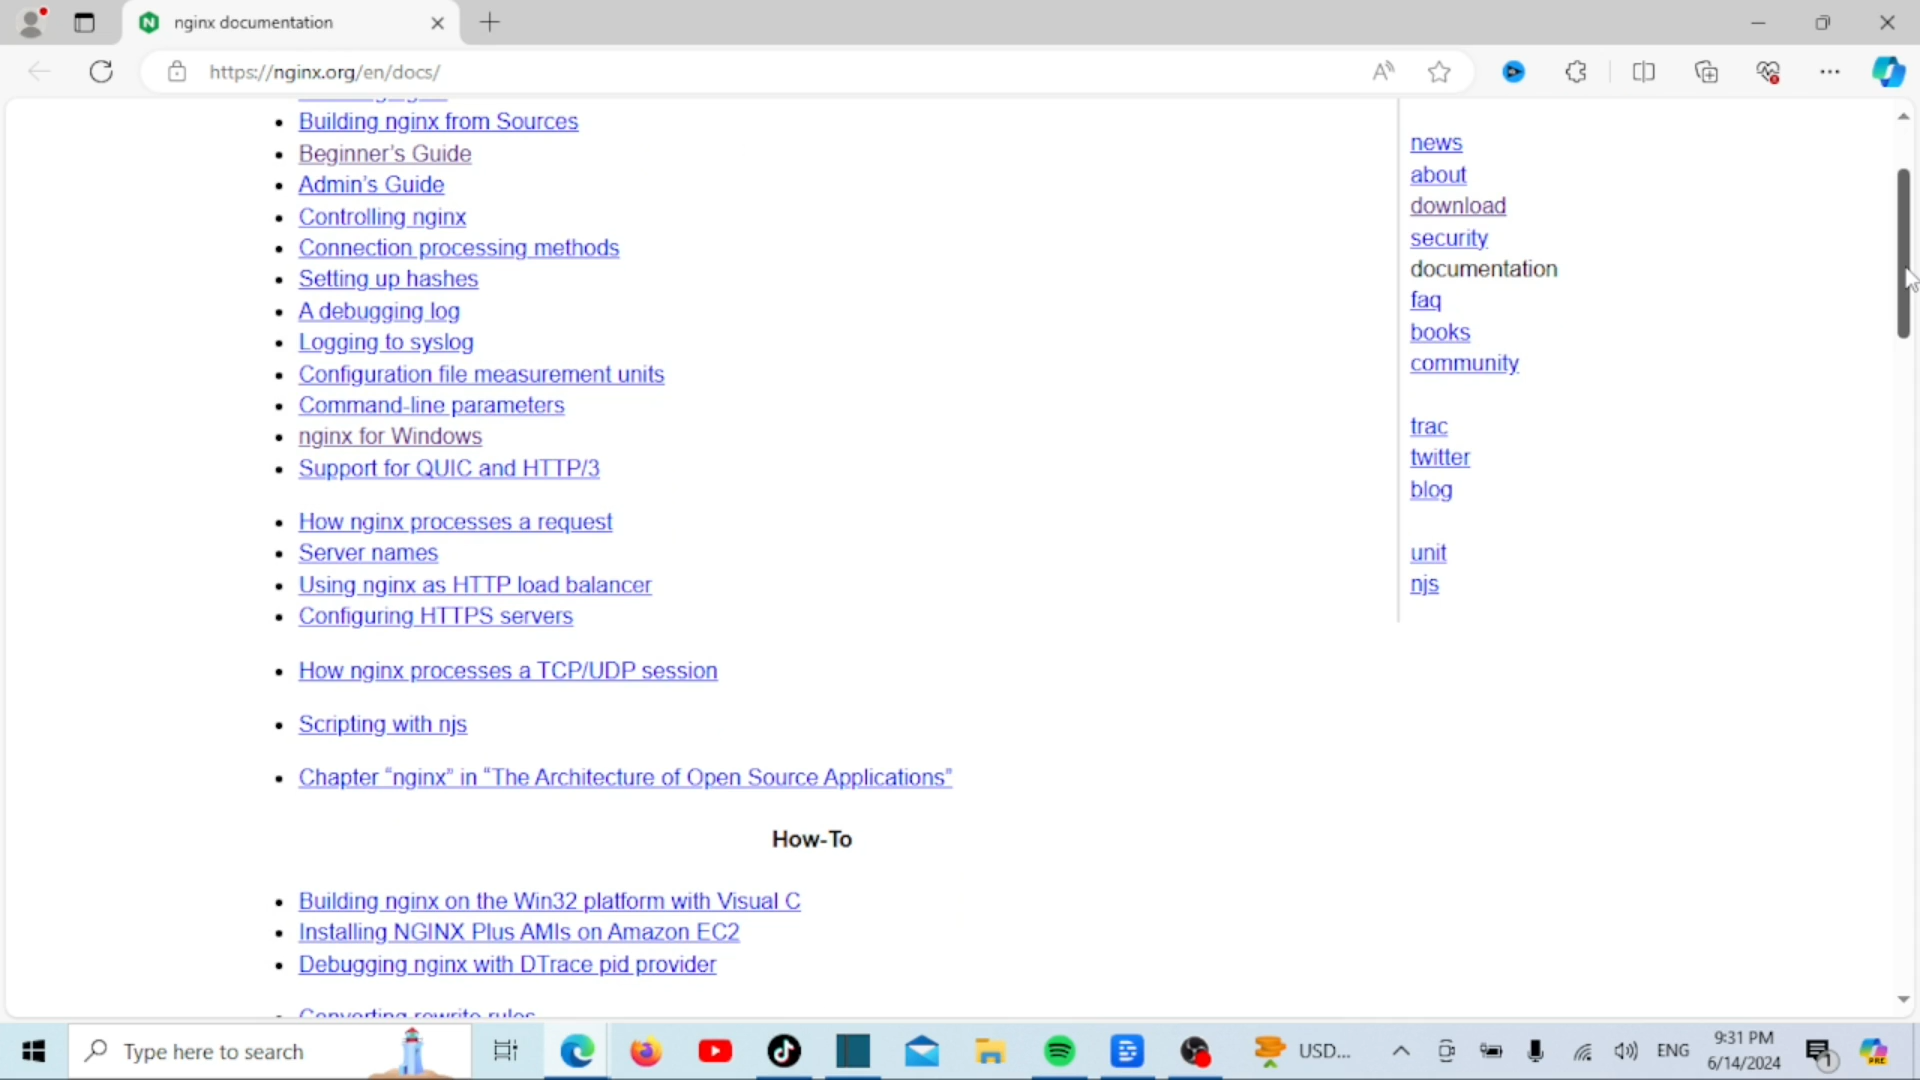 nginx documentation
https://nginx.org/en/docs/
Building nginx from Sources
Beginner's Guide
Admin's Guide
Controlling nginx
Connection processing methods
Setting up hashes
A debugging log
Logging to syslog
Configuration file measurement units
Command-line parameters
nginx for Windows
Support for QUIC and HTTP/3
How nginx processes a request
Server names
Using nginx as HTTP load balancer
Configuring HTTPS servers
How nginx processes a TCP/UDP session
Scripting with njs
Chapter “nginx” in “The Architecture of Open Source Applications”
How-To
Building nginx on the Win32 platform with Visual C
Installing NGINX Plus AMIs on Amazon EC2
Debugging nginx with DTrace pid provider
Converting rewrite rules
news
about
download
security
documentation
faq
books
community
trac
twitter
blog
unit
njs
Type here to search
USD...
ENG
9:31 PM
6/14/2024
1
PRE